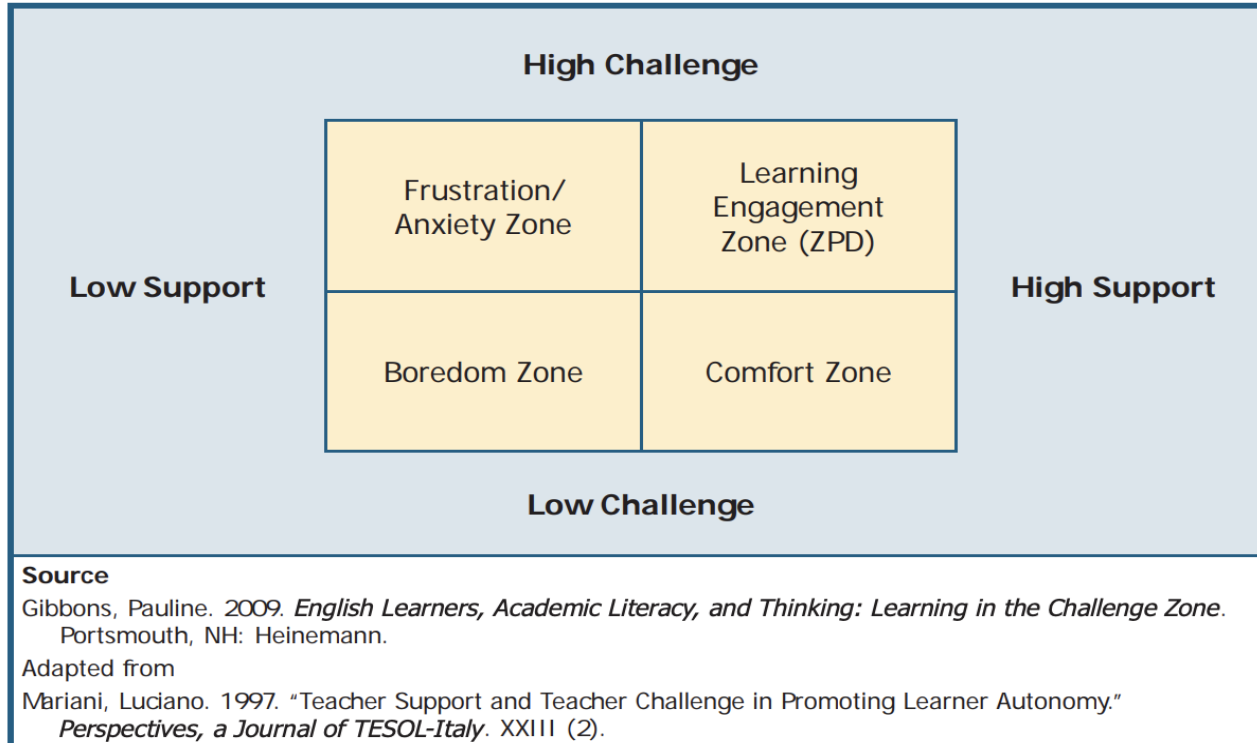 High Challenge
Frustration/
Anxiety Zone
Learning
Engagement
Zone (ZPD)
Low Support
High Support
Boredom Zone
Comfort Zone
Low Challenge
Source
Gibbons, Pauline. 2009. English Learners, Academic Literacy, and Thinking: Learning in the Challenge Zone.
Portsmouth, NH: Heinemann.
Adapted from
Mariani, Luciano. 1997. “Teacher Support and Teacher Challenge in Promoting Learner Autonomy.”
Perspectives, a Journal of TESOL-Italy. XXIII (2).